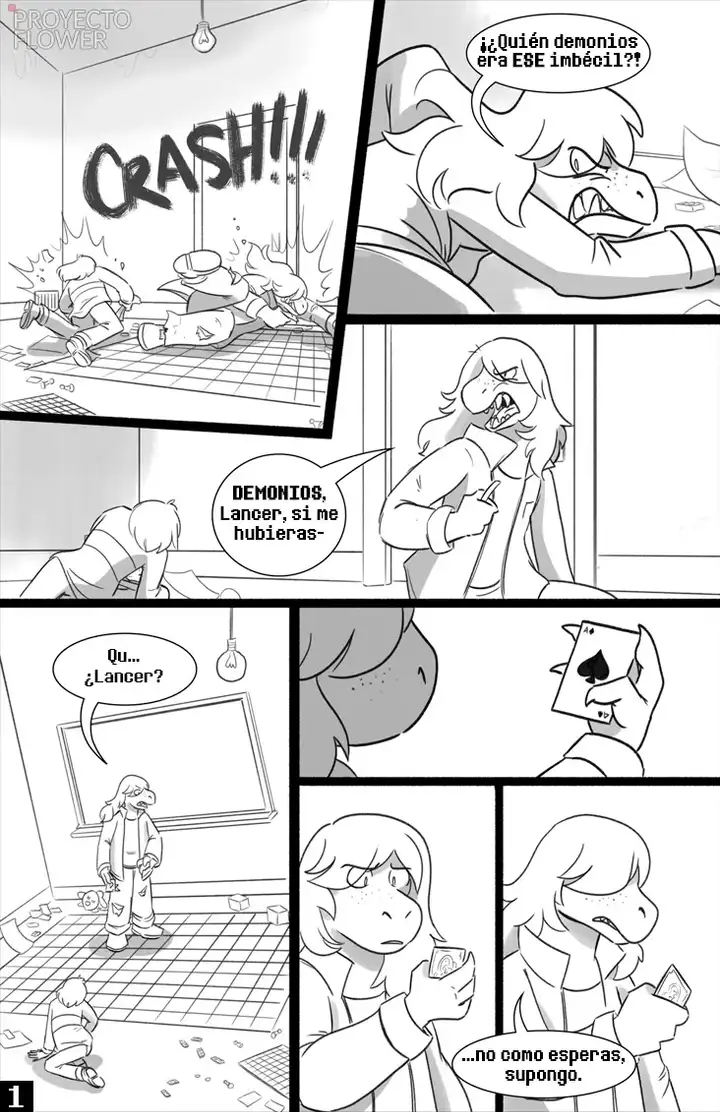 PROYECTO
FLOWER
CRASH!!!
¡¿Quién demonios
era ESE imbécil?!
DEMONIOS,
Lancer, si me
hubieras-
Qu...
¿Lancer?
A
A
...no como esperas,
supongo.
1